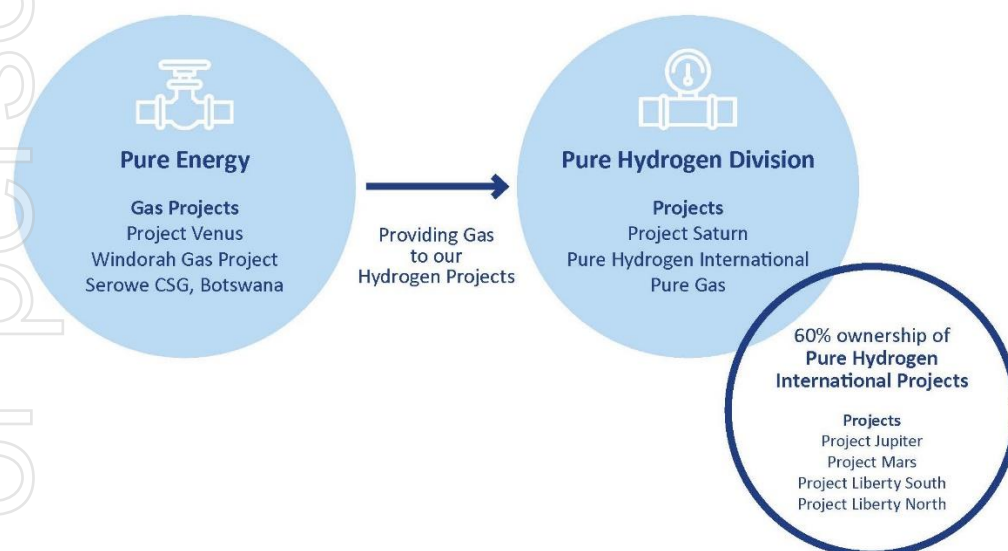 Pure Energy
Gas Projects
Project Venus
Windorah Gas Project
Serowe CSG, Botswana
Providing Gas
to our
Hydrogen Projects
Pure Hydrogen Division
Projects
Project Saturn
Pure Hydrogen International
Pure Gas
60% ownership of
Pure Hydrogen
International Projects
Projects
Project Jupiter
Project Mars
Project Liberty South
Project Liberty North